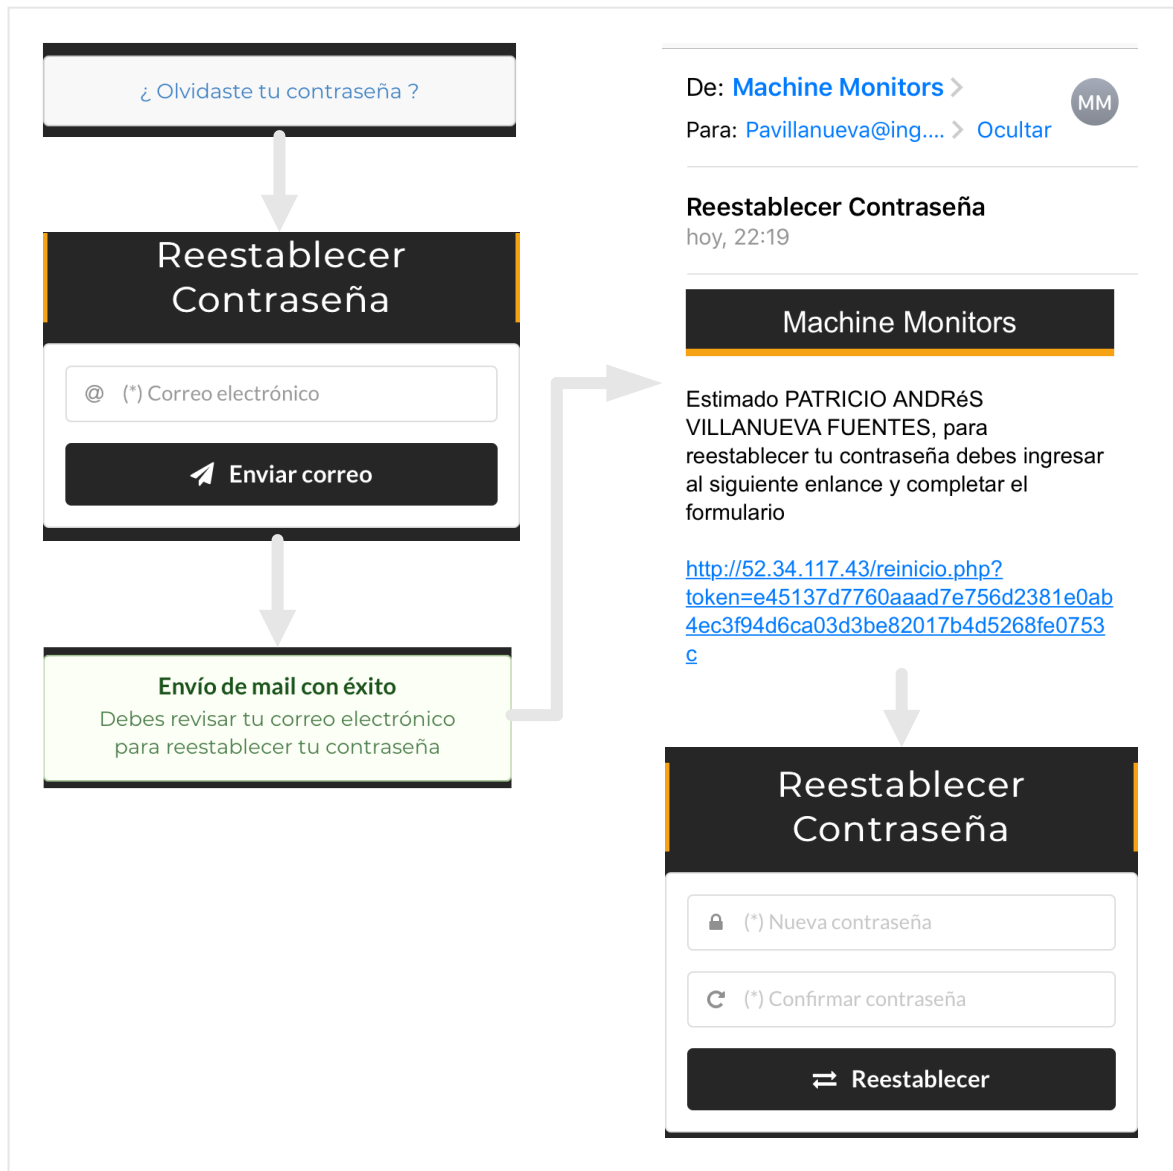 ¿ Olvidaste tu contraseña ?
Reestablecer
Contraseña
@ (*) Correo electrónico
Enviar correo
Envío de mail con éxito
Debes revisar tu correo electrónico
para reestablecer tu contraseña
De: Machine Monitors
MM
Para: Pavillanueva@ing.... Ocultar
Reestablecer Contraseña
hoy, 22:19
Machine Monitors
Estimado PATRICIO ANDRéS
VILLANUEVA FUENTES, para
reestablecer tu contraseña debes ingresar
al siguiente enlance y completar el
formulario
http://52.34.117.43/reinicio.php?
token=e45137d7760aaad7e756d2381e0ab
4ec3f94d6ca03d3be82017b4d5268fe0753
c
Reestablecer
Contraseña
(*) Nueva contraseña
(*) Confirmar contraseña
Reestablecer